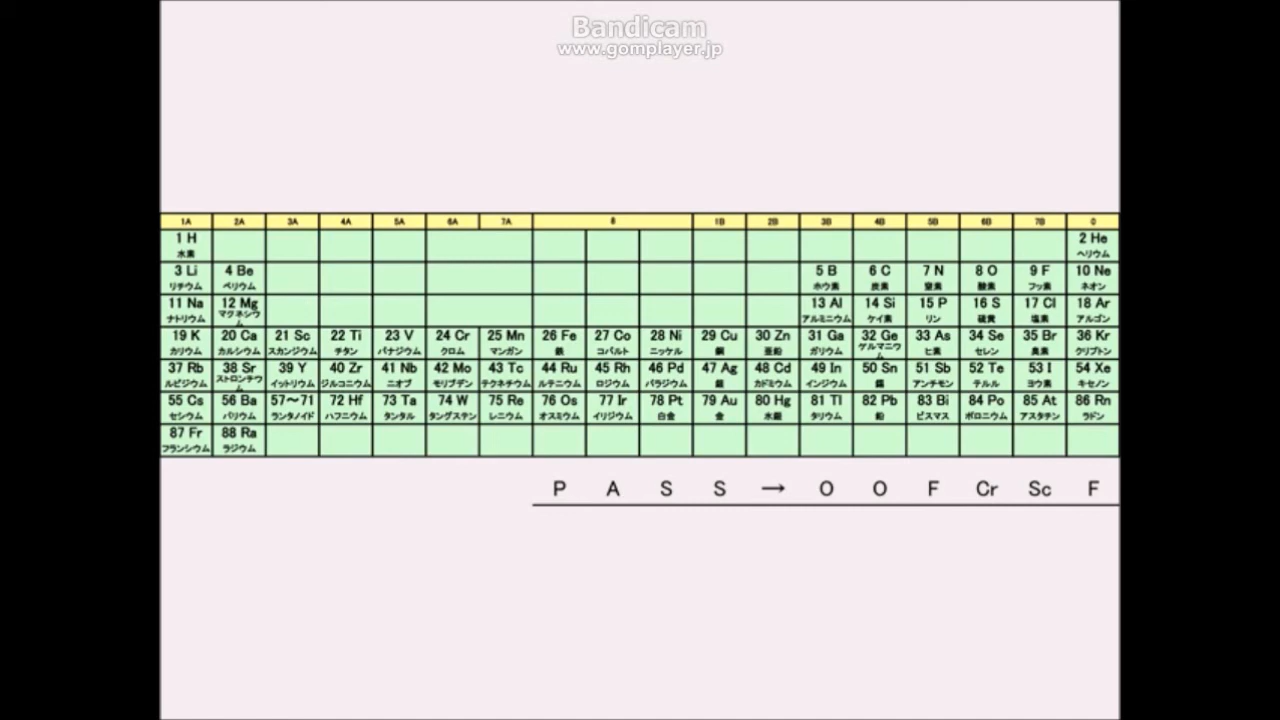 Bandicam
www.gomplayer.jp
1A 2A 3A 4A 5A 6A 7A 8 1B 2B 3B 4B 5B 6B 7B 0
1 H 2 He
水素 ヘリウム
3 Li 4 Be 5 B 6 C 7 N 8 O 9 F 10 Ne
リチウム ベリウム ホウ素 炭素 窒素 酸素 フッ素 ネオン
11 Na 12 Mg 13 Al 14 Si 15 P 16 S 17 Cl 18 Ar
ナトリウム マグネシウム アルミニウム ケイ素 リン 硫黄 塩素 アルゴン
19 K 20 Ca 21 Sc 22 Ti 23 V 24 Cr 25 Mn 26 Fe 27 Co 28 Ni 29 Cu 30 Zn 31 Ga 32 Ge 33 As 34 Se 35 Br 36 Kr
カリウム カルシウム スカンジウム チタン バナジウム クロム マンガン 鉄 コバルト ニッケル 銅 亜鉛 ガリウム ゲルマニウム ヒ素 セレン 臭素 クリプトン
37 Rb 38 Sr 39 Y 40 Zr 41 Nb 42 Mo 43 Tc 44 Ru 45 Rh 46 Pd 47 Ag 48 Cd 49 In 50 Sn 51 Sb 52 Te 53 I 54 Xe
ルビジウム ストロンチウム イットリウム ジルコニウム ニオブ モリブデン テクネチウム ルテニウム ロジウム パラジウム 銀 カドミウム インジウム 錫 アンチモン テルル ヨウ素 キセノン
55 Cs 56 Ba 57〜71 72 Hf 73 Ta 74 W 75 Re 76 Os 77 Ir 78 Pt 79 Au 80 Hg 81 Tl 82 Pb 83 Bi 84 Po 85 At 86 Rn
セシウム バリウム ランタノイド ハフニウム タンタル タングステン レニウム オスミウム イリジウム 白金 金 水銀 タリウム 鉛 ビスマス ポロニウム アスタチン ラドン
87 Fr 88 Ra
フランシウム ラジウム
P A S S → O O F Cr Sc F